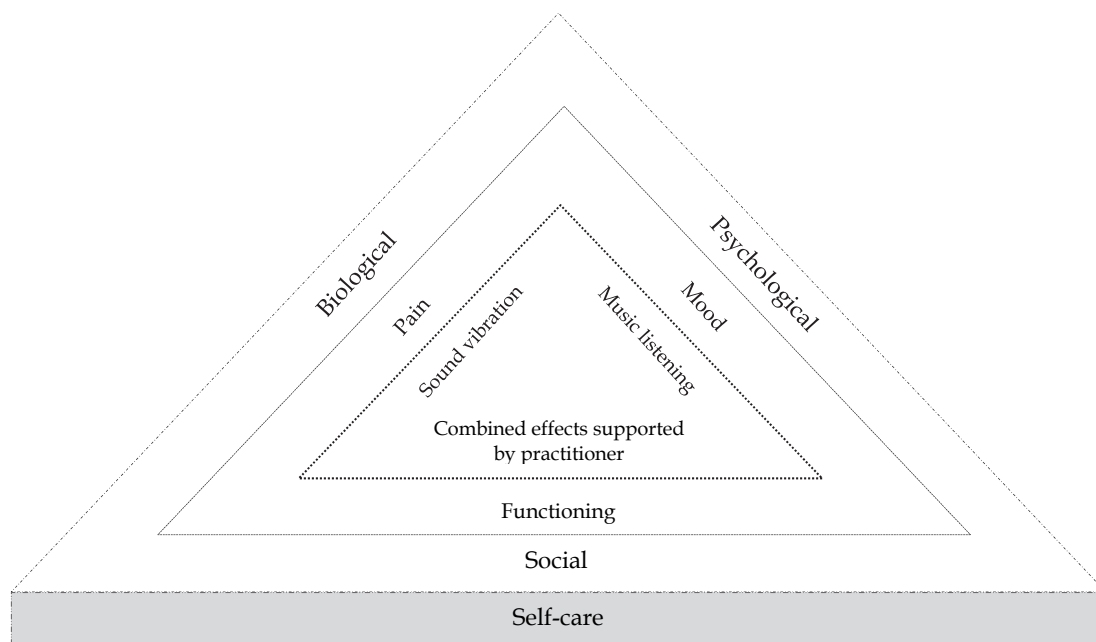 Biological
Psychological
Pain
Mood
Sound vibration
Music listening
Combined effects supported
by practitioner
Functioning
Social
Self-care